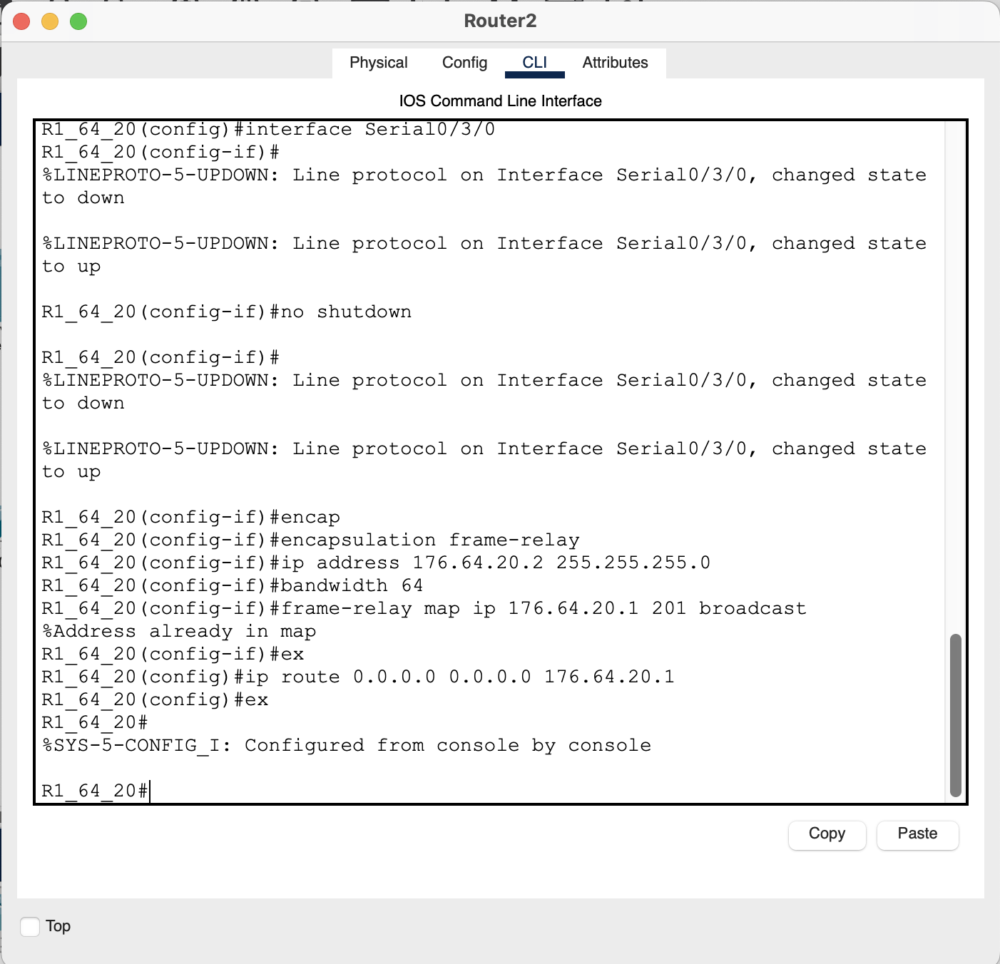 Router2
Physical Config CLI Attributes
IOS Command Line Interface
R1_64_20(config)#interface Serial0/3/0
R1_64_20(config-if)#
%LINEPROTO-5-UPDOWN: Line protocol on Interface Serial0/3/0, changed state
to down
%LINEPROTO-5-UPDOWN: Line protocol on Interface Serial0/3/0, changed state
to up
R1_64_20(config-if)#no shutdown
R1_64_20(config-if)#
%LINEPROTO-5-UPDOWN: Line protocol on Interface Serial0/3/0, changed state
to down
%LINEPROTO-5-UPDOWN: Line protocol on Interface Serial0/3/0, changed state
to up
R1_64_20(config-if)#encap
R1_64_20(config-if)#encapsulation frame-relay
R1_64_20(config-if)#ip address 176.64.20.2 255.255.255.0
R1_64_20(config-if)#bandwidth 64
R1_64_20(config-if)#frame-relay map ip 176.64.20.1 201 broadcast
%Address already in map
R1_64_20(config-if)#ex
R1_64_20(config)#ip route 0.0.0.0 0.0.0.0 176.64.20.1
R1_64_20(config)#ex
R1_64_20#
%SYS-5-CONFIG_I: Configured from console by console
R1_64_20#
Copy Paste
Top